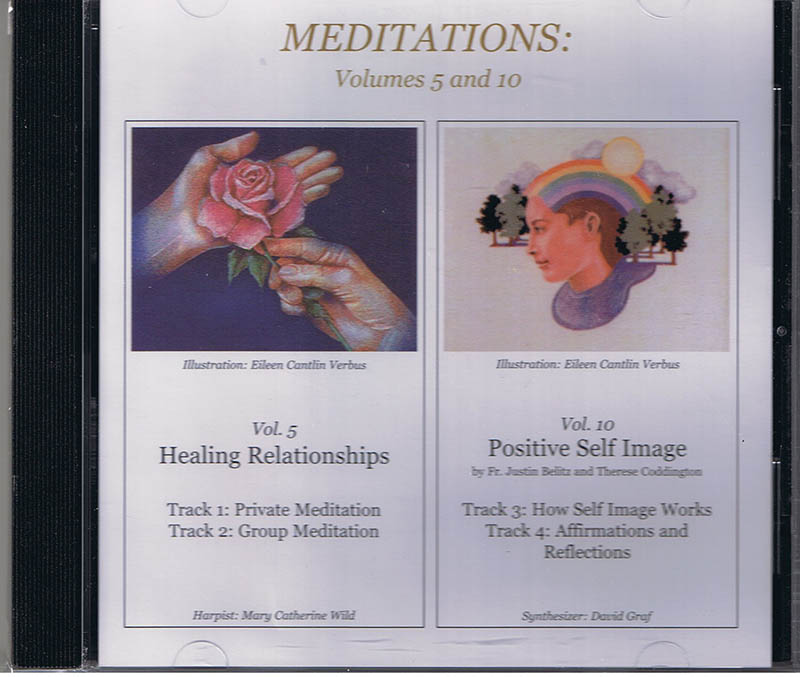 MEDITATIONS:
Volumes 5 and 10
Illustration: Eileen Cantlin Verbus
Vol. 5
Healing Relationships
Track 1: Private Meditation
Track 2: Group Meditation
Harpist: Mary Catherine Wild
Illustration: Eileen Cantlin Verbus
Vol. 10
Positive Self Image
by Fr. Justin Belitz and Therese Coddington
Track 3: How Self Image Works
Track 4: Affirmations and
Reflections
Synthesizer: David Graf